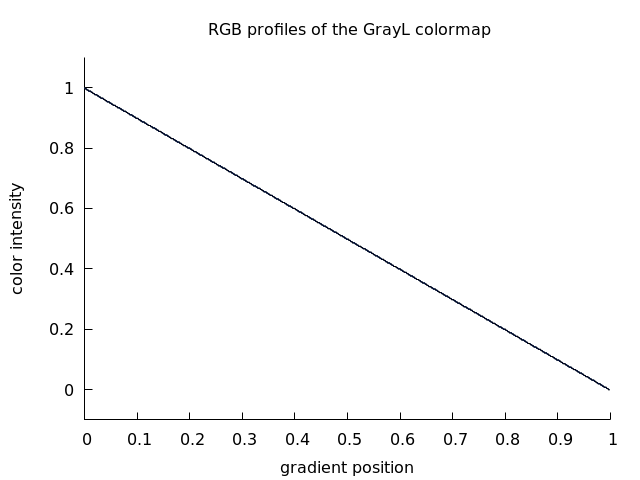 RGB profiles of the GrayL colormap
1
0.8
0.6
0.4
0.2
0
color intensity
0 0.1 0.2 0.3 0.4 0.5 0.6 0.7 0.8 0.9 1
gradient position